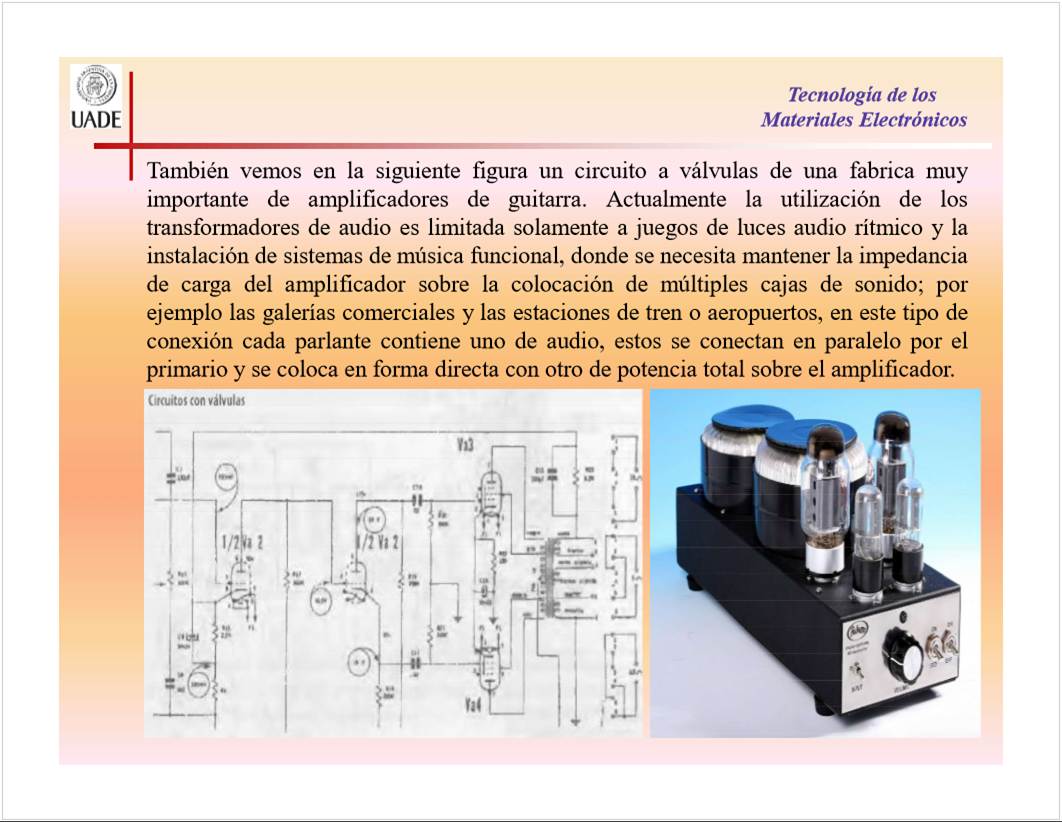 UADE
Tecnología de los
Materiales Electrónicos
También vemos en la siguiente figura un circuito a válvulas de una fabrica muy
importante de amplificadores de guitarra. Actualmente la utilización de los
transformadores de audio es limitada solamente a juegos de luces audio rítmico y la
instalación de sistemas de música funcional, donde se necesita mantener la impedancia
de carga del amplificador sobre la colocación de múltiples cajas de sonido; por
ejemplo las galerías comerciales y las estaciones de tren o aeropuertos, en este tipo de
conexión cada parlante contiene uno de audio, estos se conectan en paralelo por el
primario y se coloca en forma directa con otro de potencia total sobre el amplificador.
Circuitos con válvulas
Va3
1/2 Va 2
1/2 Va 2
Va4
VOLUME